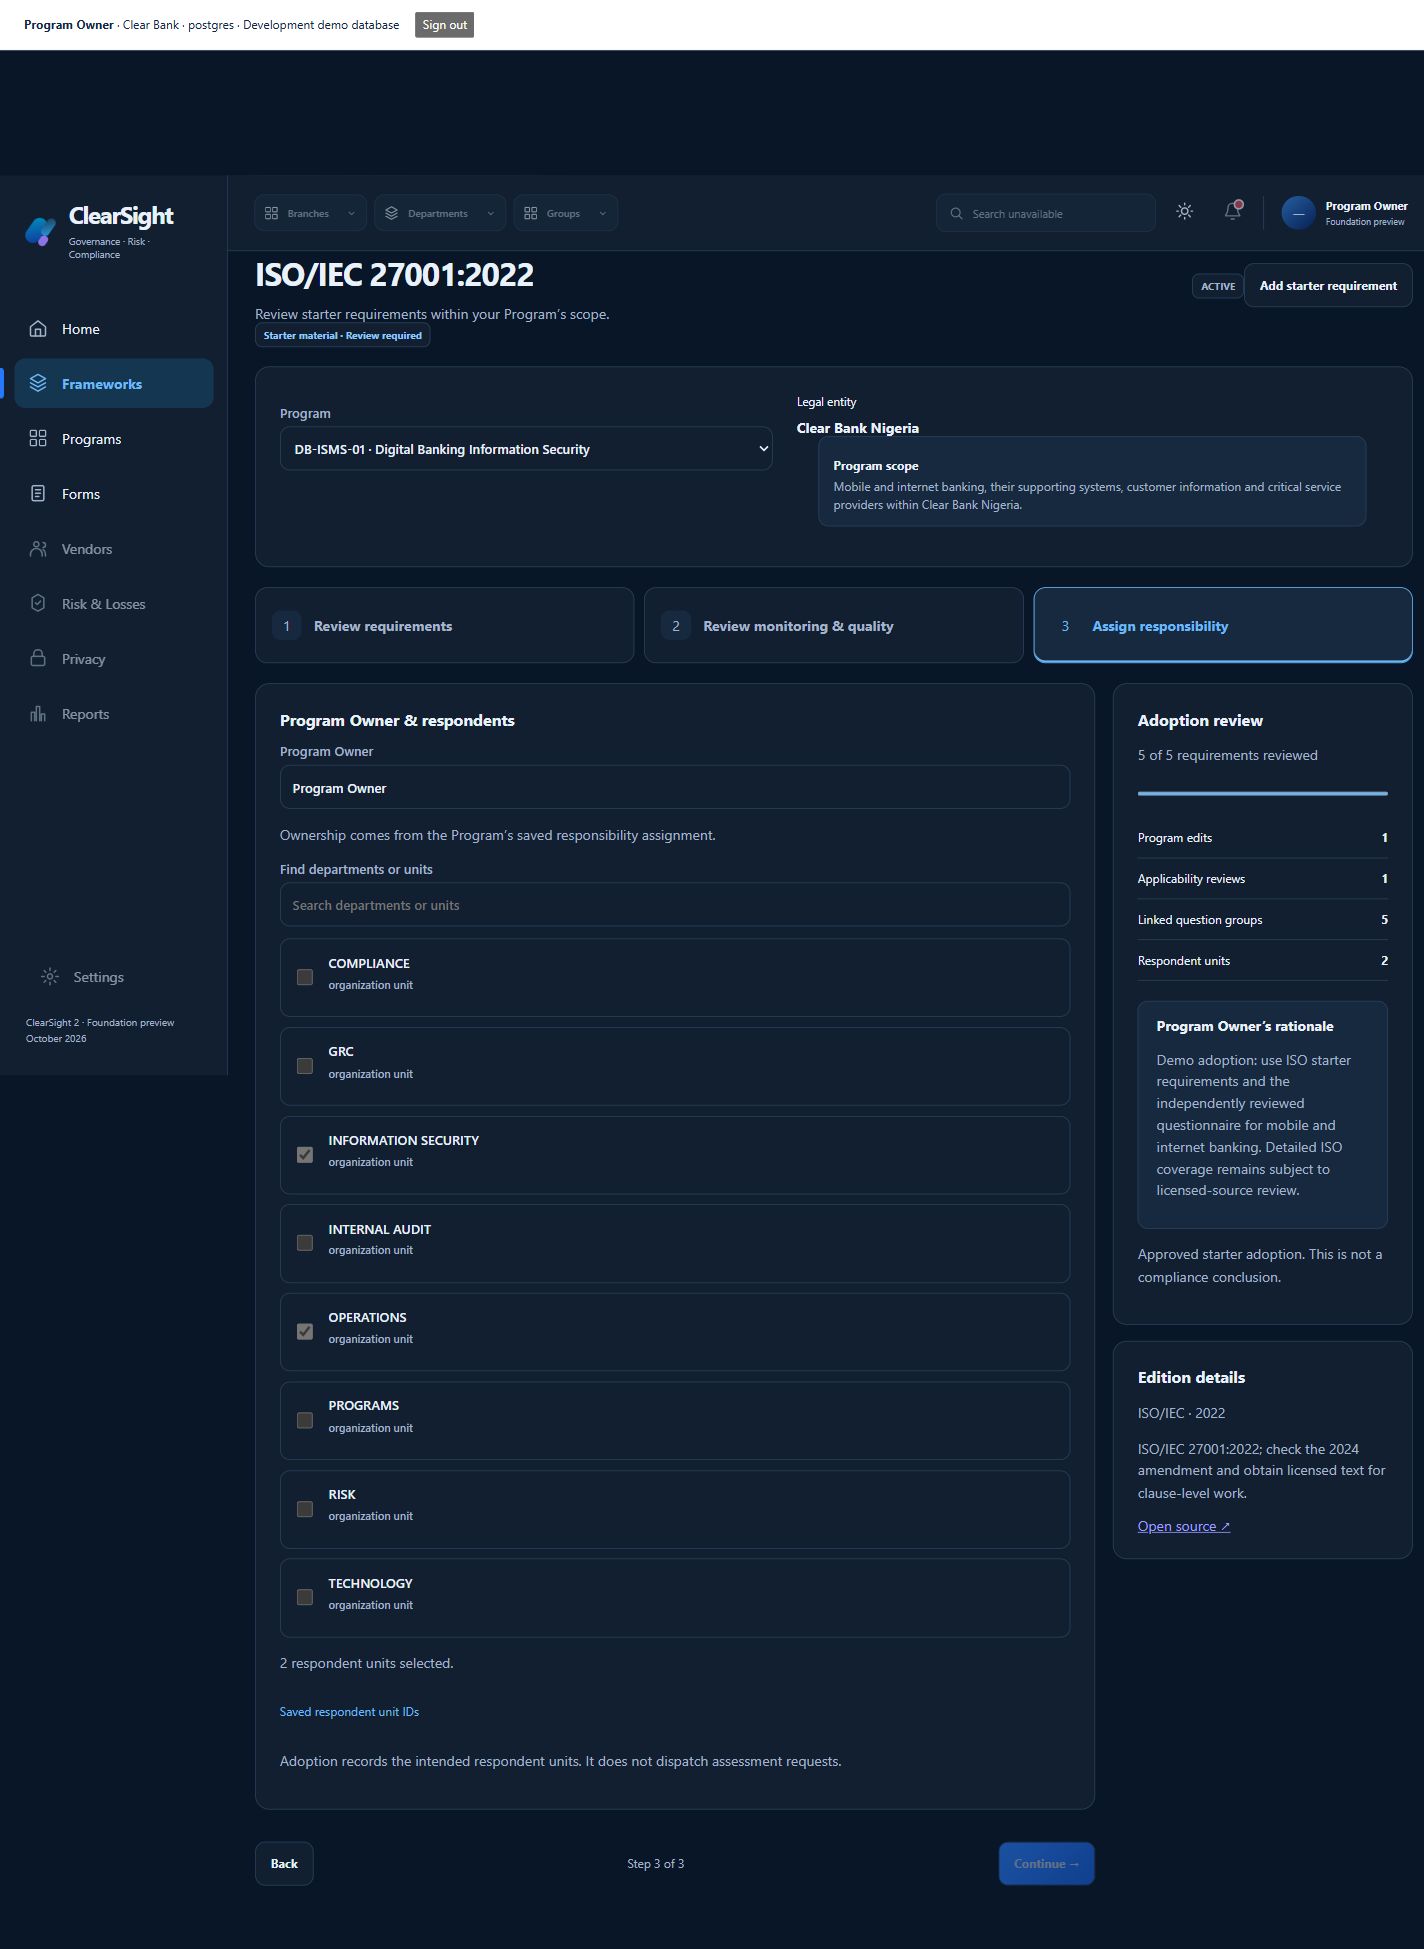 Program Owner · Clear Bank · postgres · Development demo database
Sign out
ClearSight
Governance · Risk ·
Compliance
Branches
Departments
Groups
Search unavailable
Program Owner
Foundation preview
Home
Frameworks
Programs
Forms
Vendors
Risk & Losses
Privacy
Reports
Settings
ClearSight 2 · Foundation preview
October 2026
ISO/IEC 27001:2022
Review starter requirements within your Program's scope.
Starter material · Review required
ACTIVE
Add starter requirement
Program
DB-ISMS-01 · Digital Banking Information Security
Legal entity
Clear Bank Nigeria
Program scope
Mobile and internet banking, their supporting systems, customer information and critical service
providers within Clear Bank Nigeria.
1 Review requirements
2 Review monitoring & quality
3 Assign responsibility
Program Owner & respondents
Program Owner
Program Owner
Ownership comes from the Program's saved responsibility assignment.
Find departments or units
Search departments or units
COMPLIANCE
organization unit
GRC
organization unit
INFORMATION SECURITY
organization unit
INTERNAL AUDIT
organization unit
OPERATIONS
organization unit
PROGRAMS
organization unit
RISK
organization unit
TECHNOLOGY
organization unit
2 respondent units selected.
Saved respondent unit IDs
Adoption records the intended respondent units. It does not dispatch assessment requests.
Back
Step 3 of 3
Continue →
Adoption review
5 of 5 requirements reviewed
Program edits 1
Applicability reviews 1
Linked question groups 5
Respondent units 2
Program Owner's rationale
Demo adoption: use ISO starter
requirements and the
independently reviewed
questionnaire for mobile and
internet banking. Detailed ISO
coverage remains subject to
licensed-source review.
Approved starter adoption. This is not a
compliance conclusion.
Edition details
ISO/IEC · 2022
ISO/IEC 27001:2022; check the 2024
amendment and obtain licensed text for
clause-level work.
Open source ↗